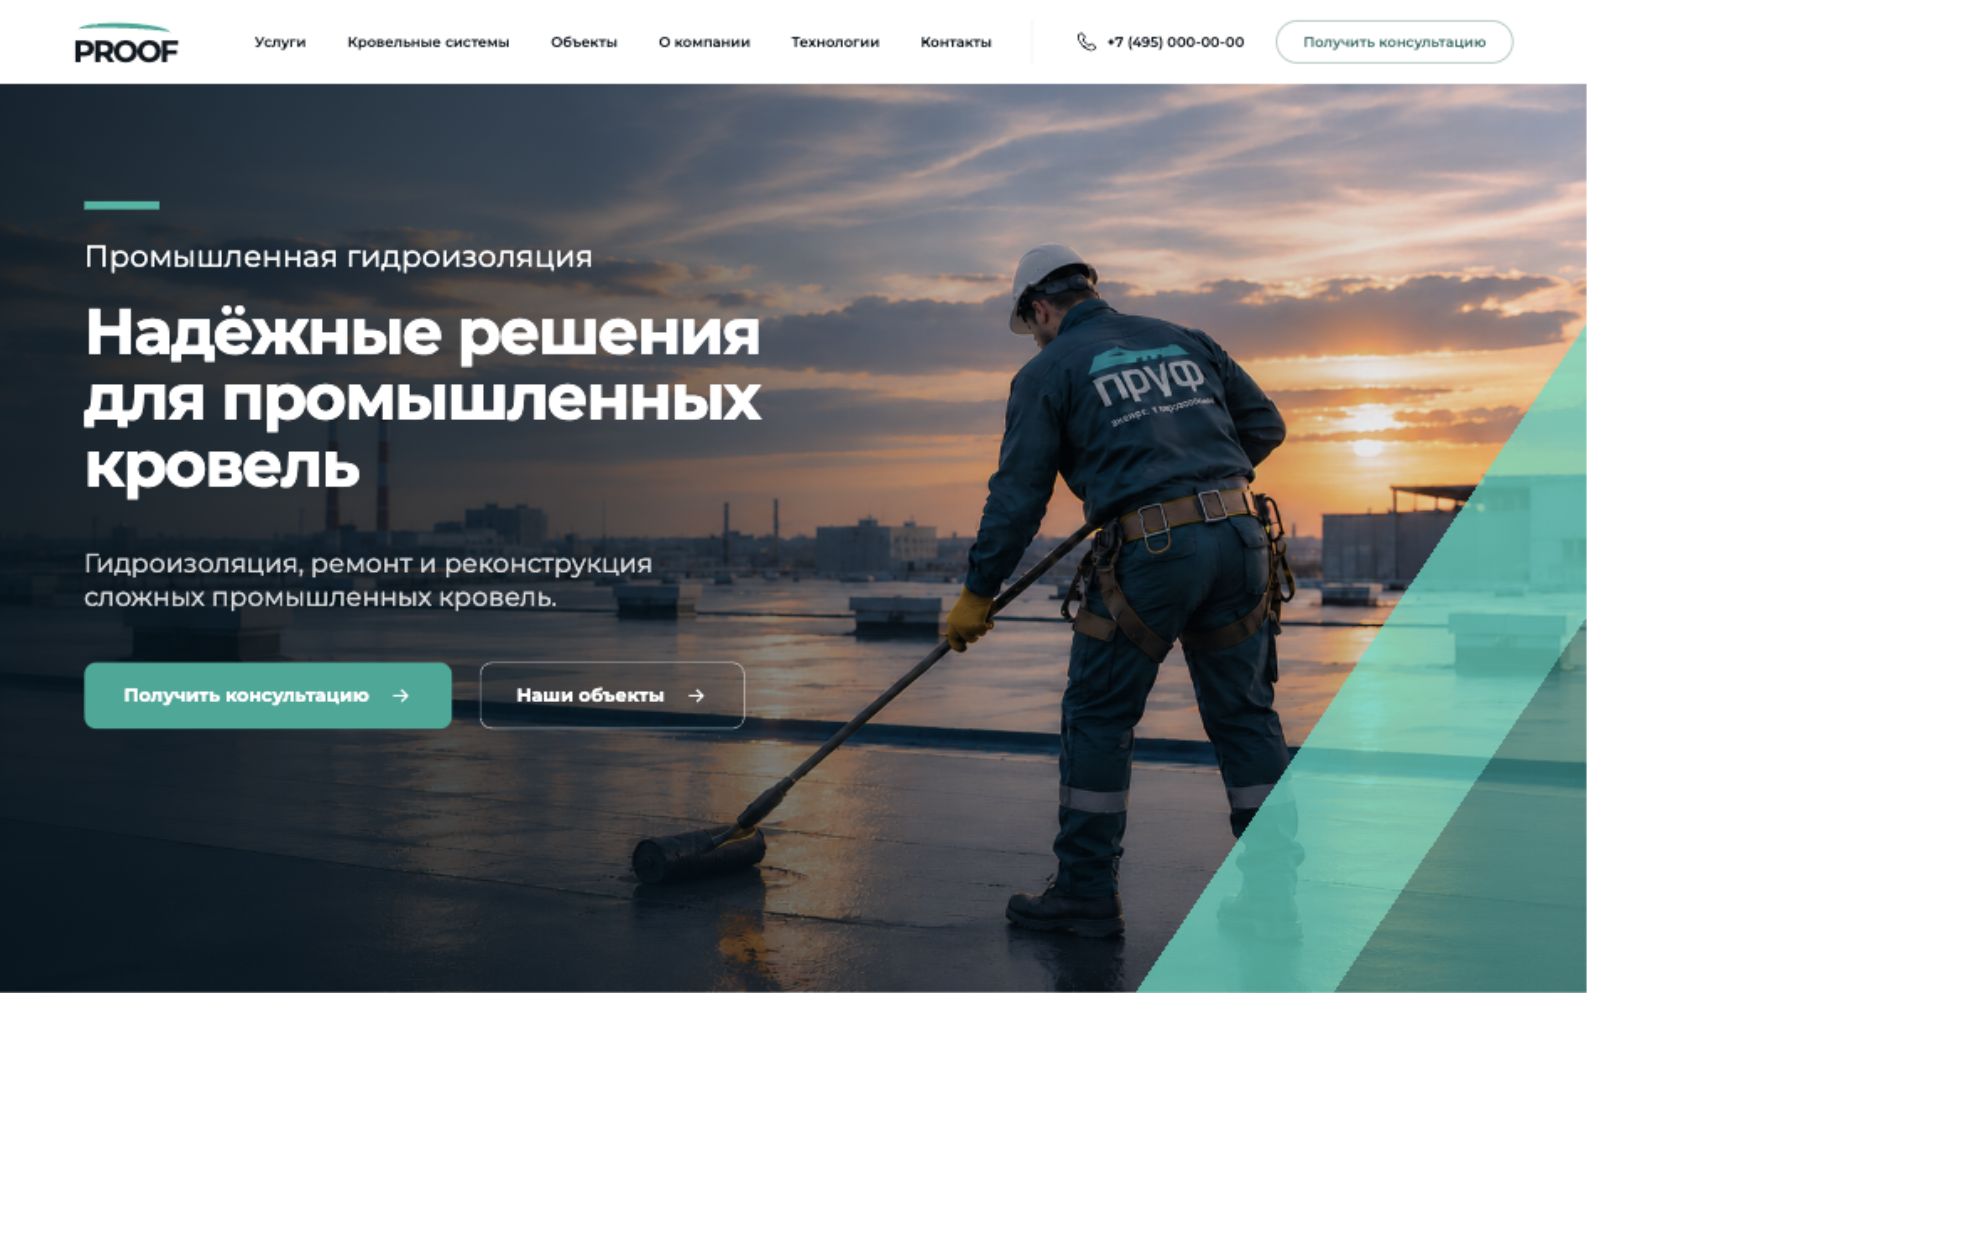 PROOF
Услуги
Кровельные системы
Объекты
О компании
Технологии
Контакты
+7 (495) 000-00-00
Получить консультацию
Промышленная гидроизоляция
Надёжные решения
для промышленных
кровель
ПРУФ
Гидроизоляция, ремонт и реконструкция
сложных промышленных кровель.
Получить консультацию →
Наши объекты →